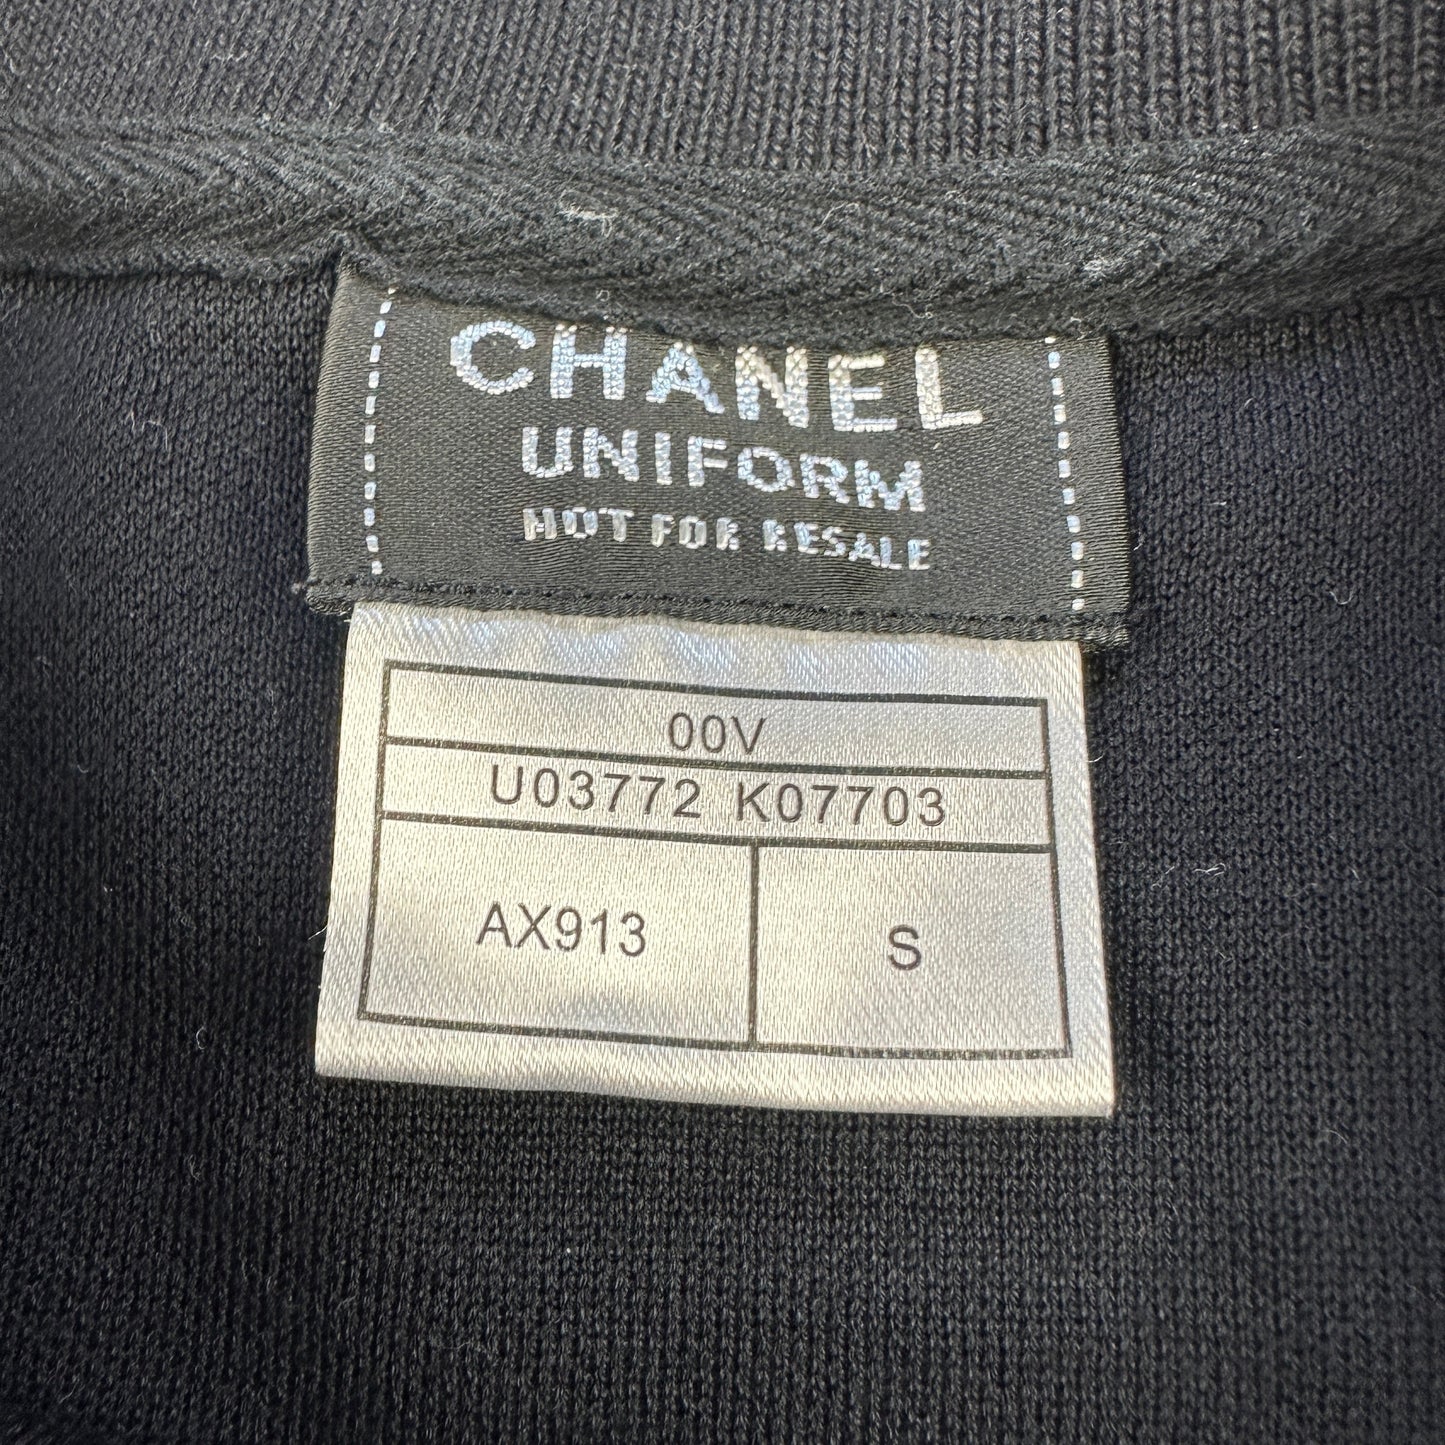 CHANEL
UNIFORM
NOT FOR RESALE
00V
U03772 K07703
AX913 S